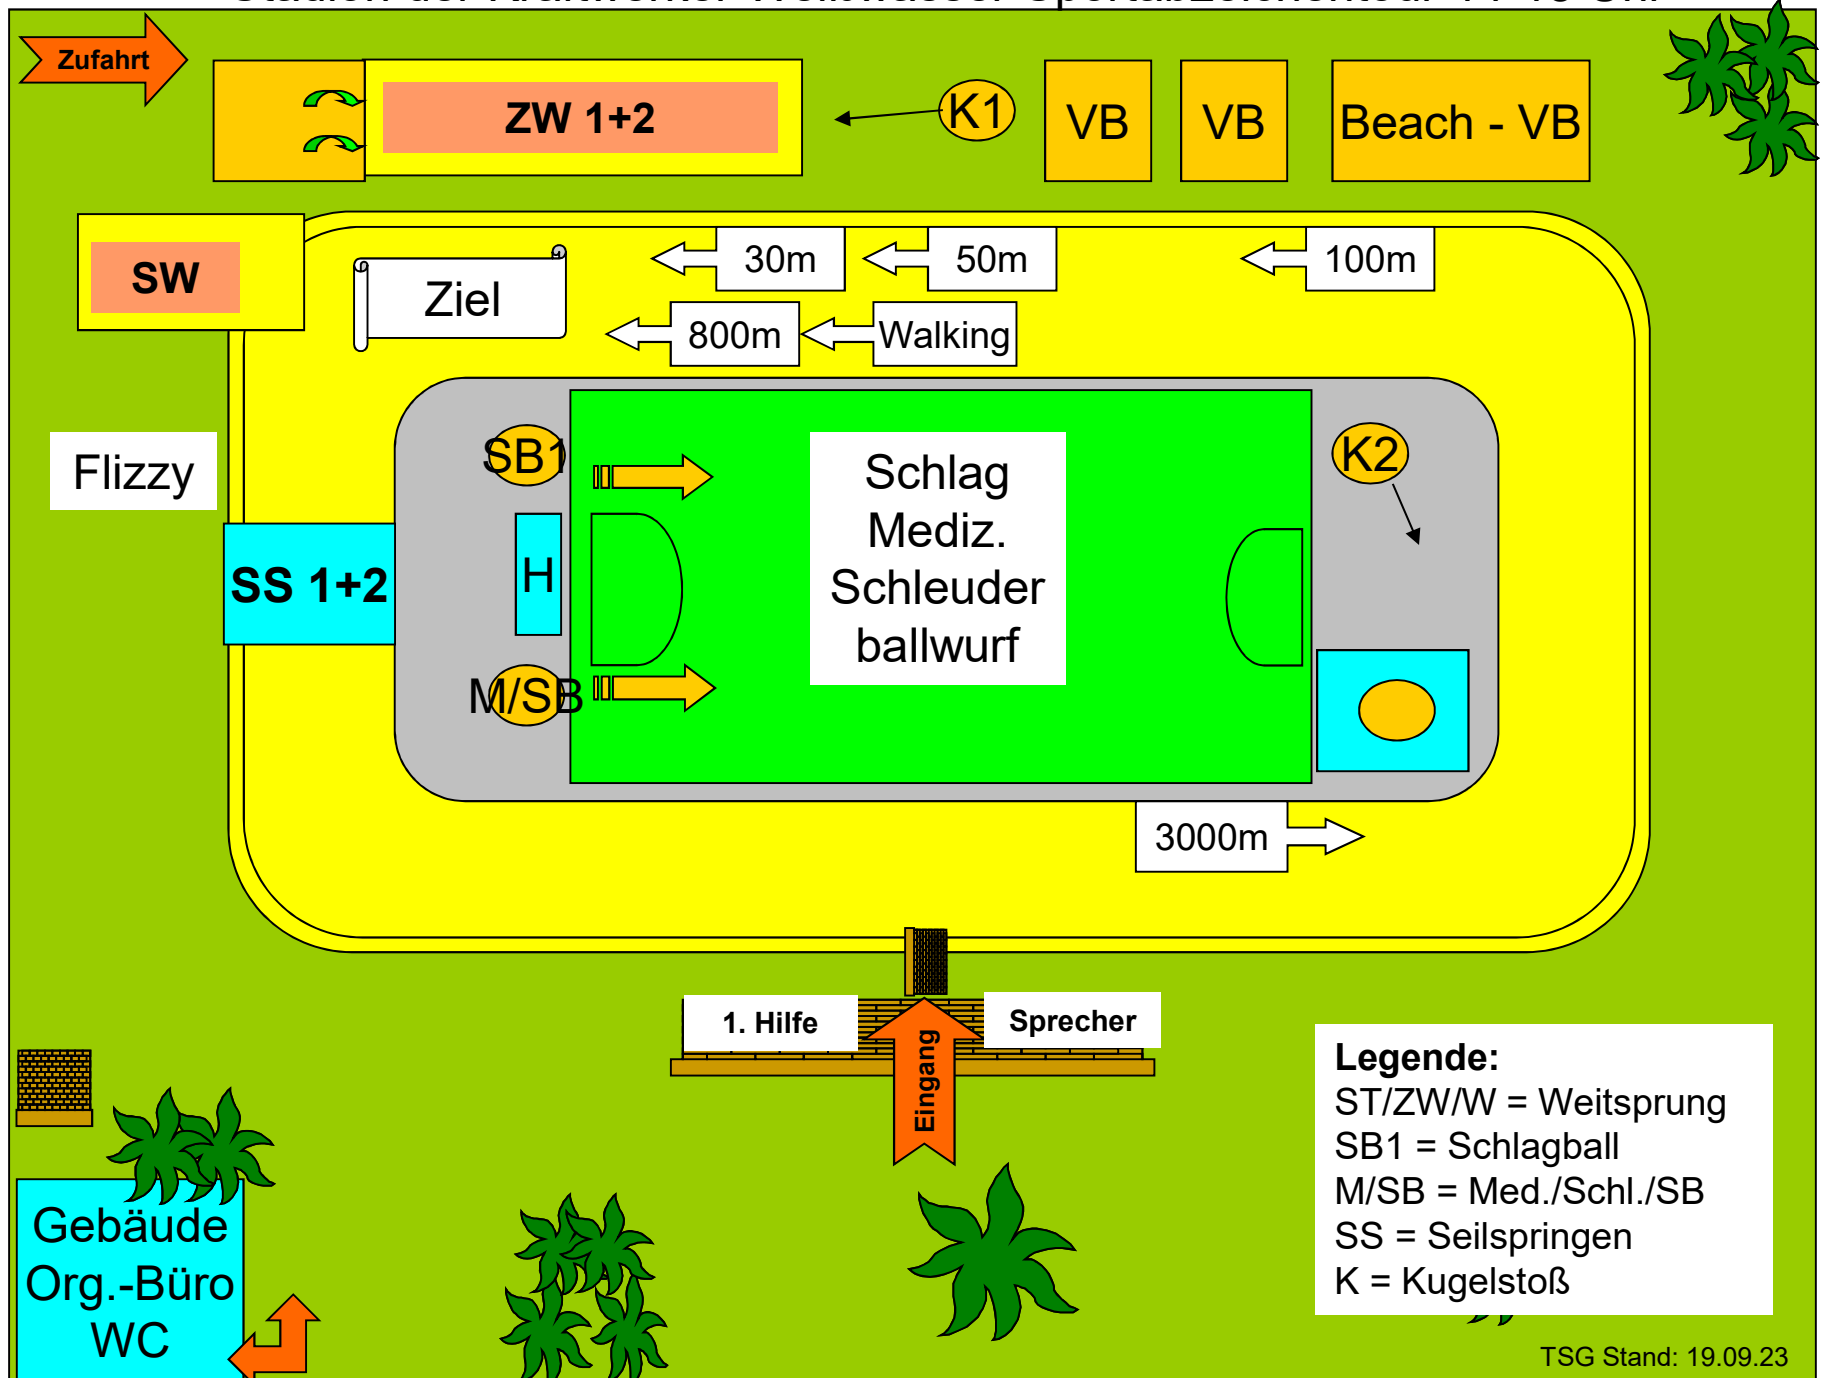 Zufahrt
ZW 1+2
K1
VB
VB
Beach - VB
SW
Ziel
30m
50m
100m
800m
Walking
Flizzy
SB1
Schlag
Mediz.
Schleuder
ballwurf
K2
SS 1+2
H
M/SB
3000m
1. Hilfe
Sprecher
Eingang
Legende:
ST/ZW/W = Weitsprung
SB1 = Schlagball
M/SB = Med./Schl./SB
SS = Seilspringen
K = Kugelstoß
Gebäude
Org.-Büro
WC
TSG Stand: 19.09.23